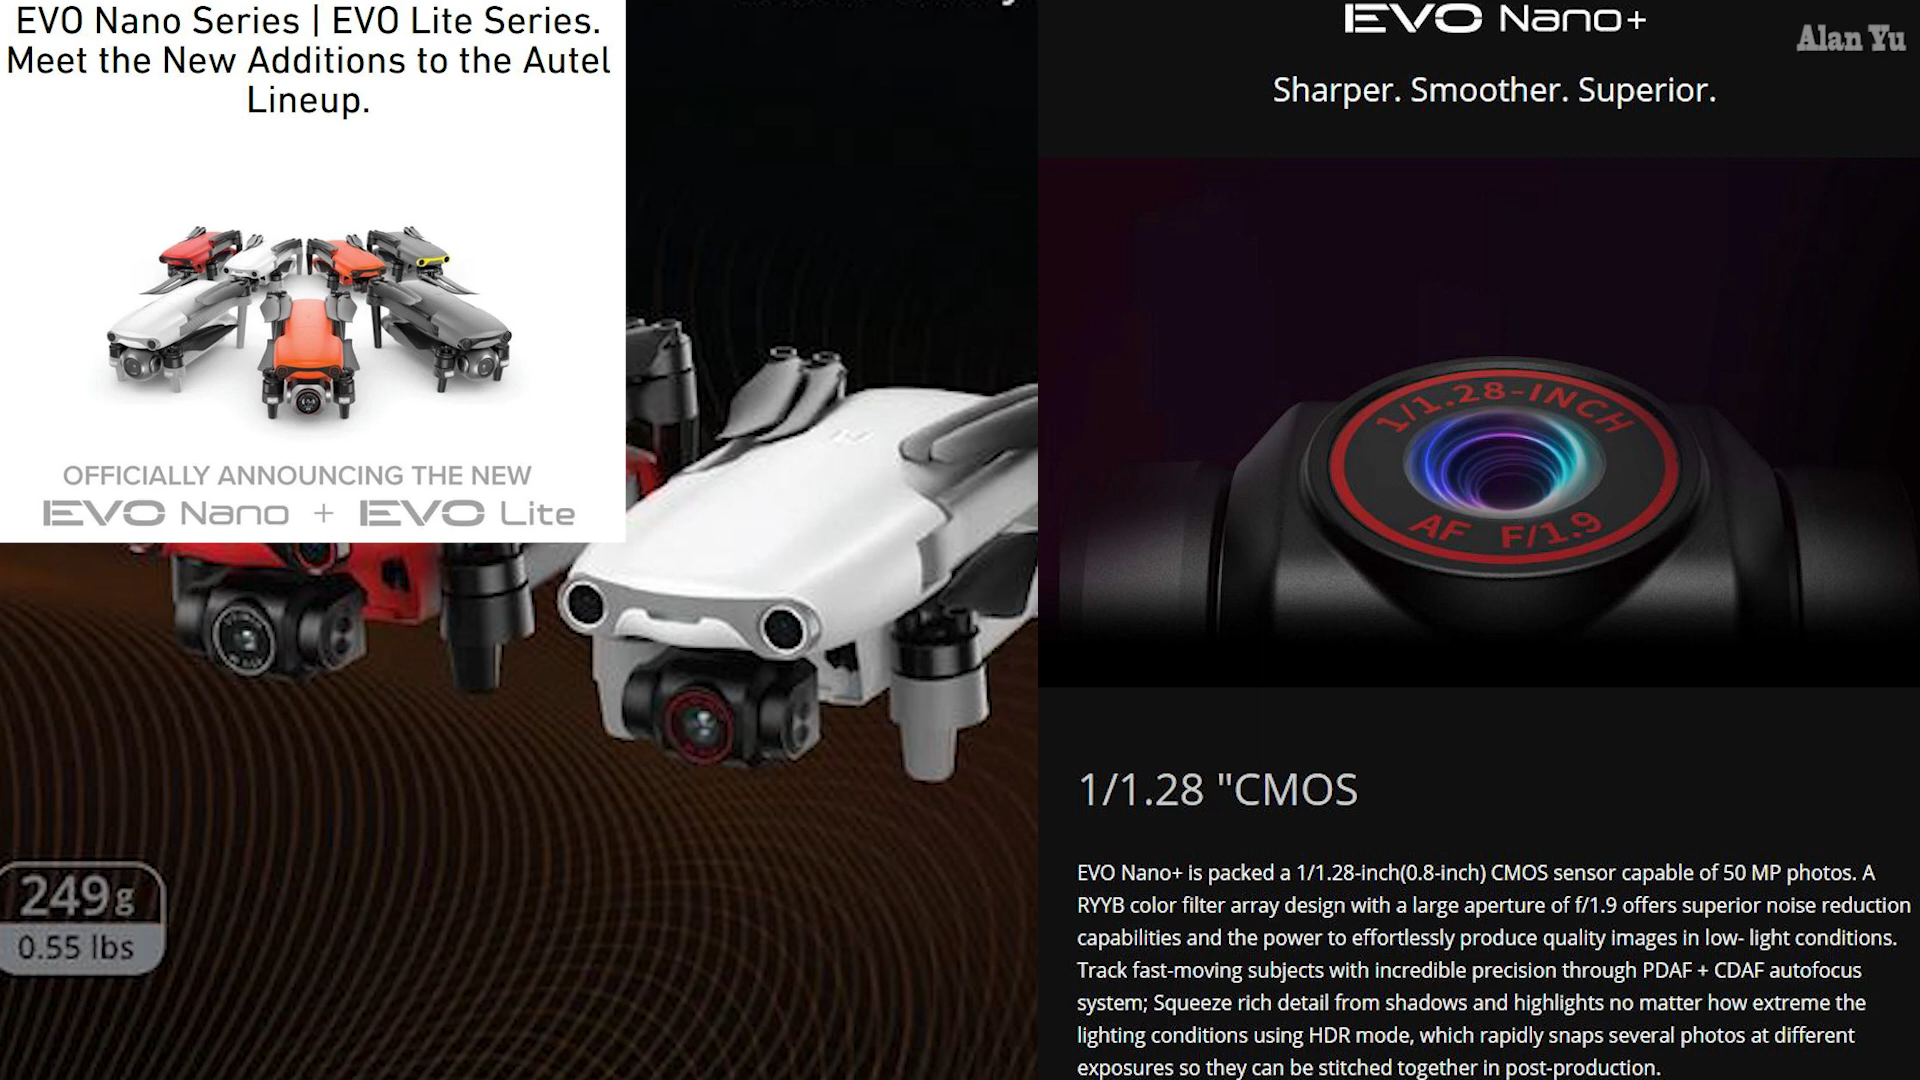 EVO Nano Series | EVO Lite Series.
Meet the New Additions to the Autel
Lineup.
OFFICIALLY ANNOUNCING THE NEW
EVO Nano + EVO Lite
249g
0.55 lbs
EVO Nano+
Alan Yu
Sharper. Smoother. Superior.
1/1.28-INCH
AF F/1.9
1/1.28 "CMOS
EVO Nano+ is packed a 1/1.28-inch(0.8-inch) CMOS sensor capable of 50 MP photos. A
RYYB color filter array design with a large aperture of f/1.9 offers superior noise reduction
capabilities and the power to effortlessly produce quality images in low- light conditions.
Track fast-moving subjects with incredible precision through PDAF + CDAF autofocus
system; Squeeze rich detail from shadows and highlights no matter how extreme the
lighting conditions using HDR mode, which rapidly snaps several photos at different
exposures so they can be stitched together in post-production.